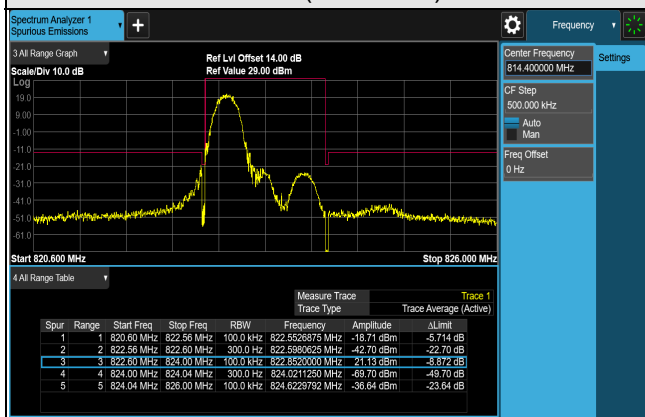 Spectrum Analyzer 1
Spurious Emissions
+
Frequency
3 All Range Graph
Scale/Div 10.0 dB
Ref Lvl Offset 14.00 dB
Ref Value 29.00 dBm
Log
19.0
9.00
-1.00
-11.0
-21.0
-31.0
-41.0
-51.0
-61.0
Start 820.600 MHz
Stop 826.000 MHz
Center Frequency
814.400000 MHz
Settings
CF Step
500.000 kHz
Auto
Man
Freq Offset
0 Hz
4 All Range Table
Measure Trace Trace 1
Trace Type Trace Average (Active)
Spur Range Start Freq Stop Freq RBW Frequency Amplitude ΔLimit
1 1 820.60 MHz 822.56 MHz 100.0 kHz 822.5526875 MHz -18.71 dBm -5.714 dB
2 2 822.56 MHz 822.60 MHz 300.0 Hz 822.5980625 MHz -42.70 dBm -22.70 dB
3 3 822.60 MHz 824.00 MHz 100.0 kHz 822.8520000 MHz 21.13 dBm -8.872 dB
4 4 824.00 MHz 824.04 MHz 300.0 Hz 824.0211250 MHz -69.70 dBm -49.70 dB
5 5 824.04 MHz 826.00 MHz 100.0 kHz 824.6229792 MHz -36.64 dBm -23.64 dB